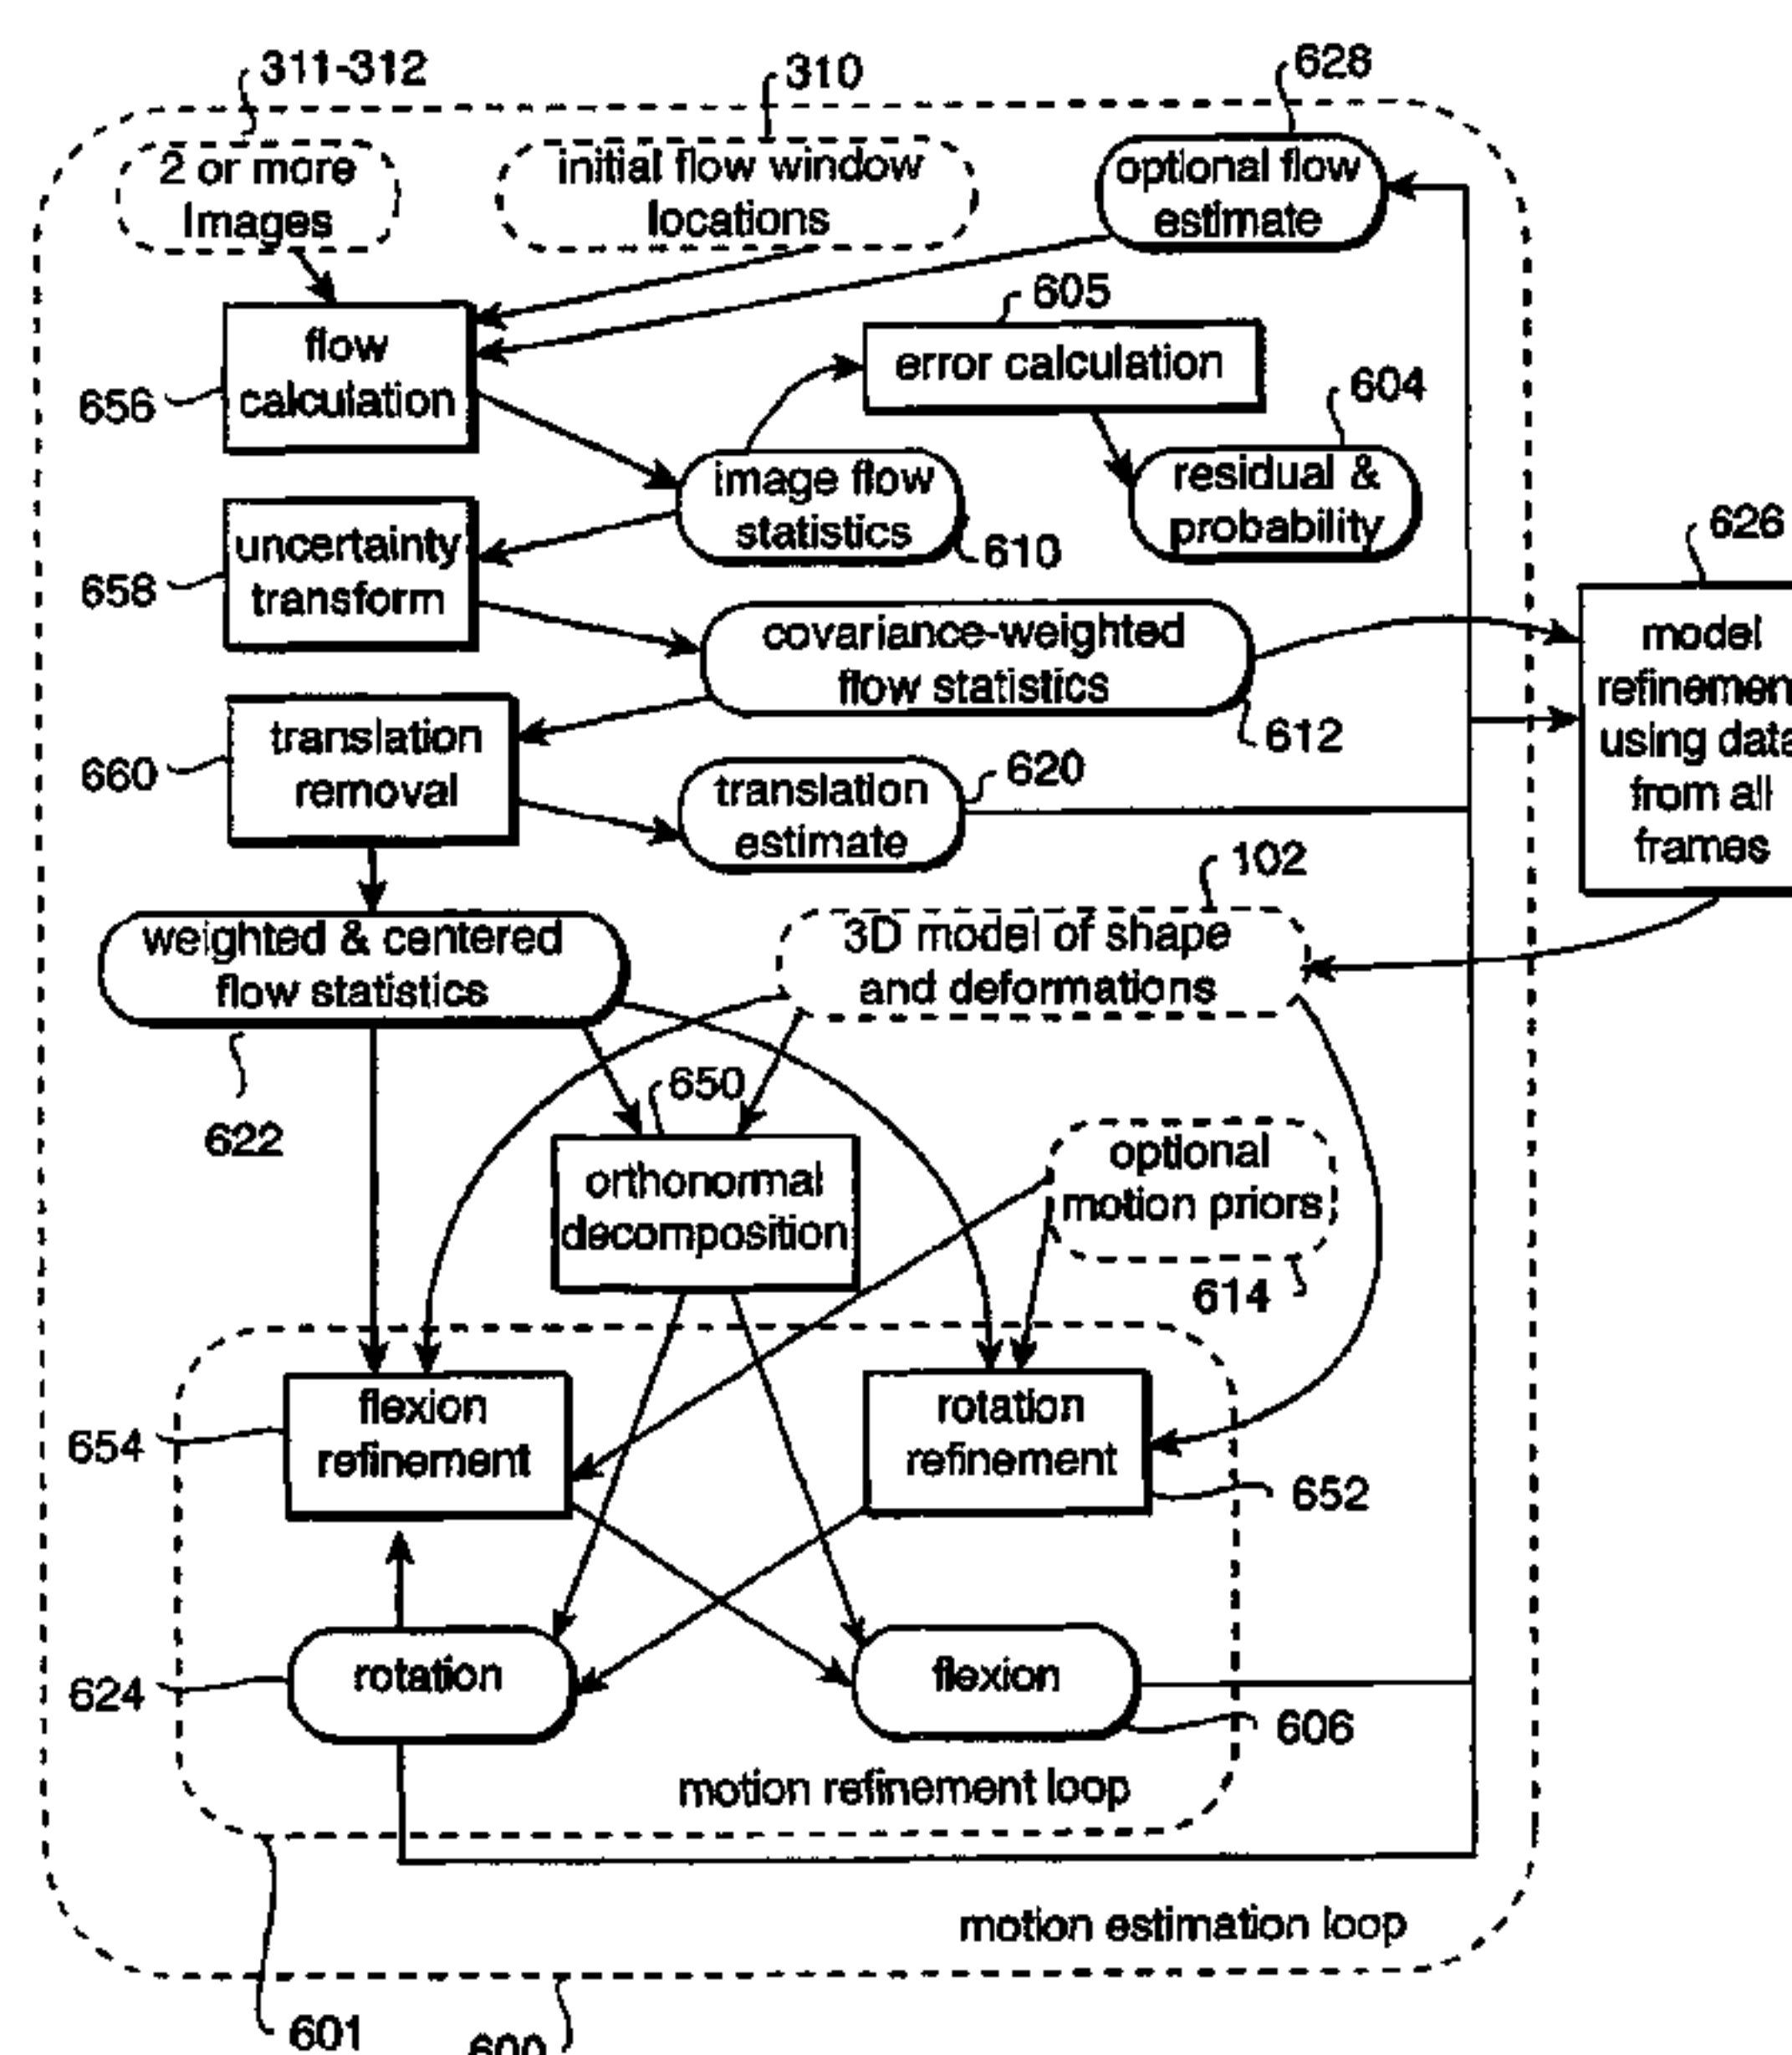 311-312
310
628
2 or more
Images
initial flow window
locations
optional flow
estimate
605
flow
calculation
656
error calculation
604
image flow
statistics
610
residual &
probability
626
uncertainty
transform
658
covariance-weighted
flow statistics
612
model
refinemen
using data
from all
frames
translation
removal
660
translation
estimate
620
102
weighted & centered
flow statistics
622
3D model of shape
and deformations
650
orthonormal
decomposition
optional
motion priors
614
flexion
refinement
654
rotation
refinement
652
rotation
624
flexion
606
motion refinement loop
motion estimation loop
601
600